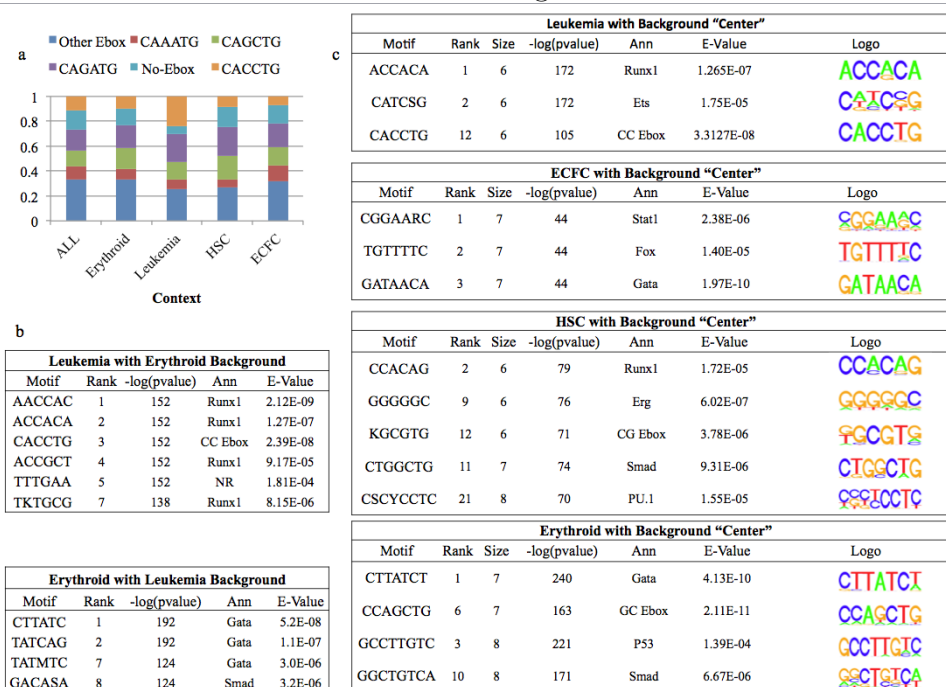 a
Other Ebox CAAATG CAGCTG
CAGATG No-Ebox CACCTG
1
0.8
0.6
0.4
0.2
0
ALL Erythroid Leukemia HSC ECFC
Context
b
Leukemia with Erythroid Background
Motif Rank -log(pvalue) Ann E-Value
AACCAC 1 152 Runx1 2.12E-09
ACCACA 2 152 Runx1 1.27E-07
CACCTG 3 152 CC Ebox 2.39E-08
ACCGCT 4 152 Runx1 9.17E-05
TTTGAA 5 152 NR 1.81E-04
TKTGCG 7 138 Runx1 8.15E-06
Erythroid with Leukemia Background
Motif Rank -log(pvalue) Ann E-Value
CTTATC 1 192 Gata 5.2E-08
TATCAG 2 192 Gata 1.1E-07
TATMTC 7 124 Gata 3.0E-06
GACASA 8 124 Smad 3.2E-06
c
Leukemia with Background “Center”
Motif Rank Size -log(pvalue) Ann E-Value Logo
ACCACA 1 6 172 Runx1 1.265E-07 ACCACA
CATCSG 2 6 172 Ets 1.75E-05
CACCTG 12 6 105 CC Ebox 3.3127E-08 CACCTG
ECFC with Background “Center”
Motif Rank Size -log(pvalue) Ann E-Value Logo
CGGAARC 1 7 44 Stat1 2.38E-06
TGTTTTC 2 7 44 Fox 1.40E-05 TGTTTTC
GATAACA 3 7 44 Gata 1.97E-10 GATAACA
HSC with Background “Center”
Motif Rank Size -log(pvalue) Ann E-Value Logo
CCACAG 2 6 79 Runx1 1.72E-05 CCACAG
GGGGGC 9 6 76 Erg 6.02E-07 GGGGGC
KGCGTG 12 6 71 CG Ebox 3.78E-06
CTGGCTG 11 7 74 Smad 9.31E-06 CTGGCTG
CSCYCCTC 21 8 70 PU.1 1.55E-05
Erythroid with Background “Center”
Motif Rank Size -log(pvalue) Ann E-Value Logo
CTTATCT 1 7 240 Gata 4.13E-10 CTTATCT
CCAGCTG 6 7 163 GC Ebox 2.11E-11 CCAGCTG
GCCTTGTC 3 8 221 P53 1.39E-04 GCCTTGTC
GGCTGTCA 10 8 171 Smad 6.67E-06 GGCTGTCA